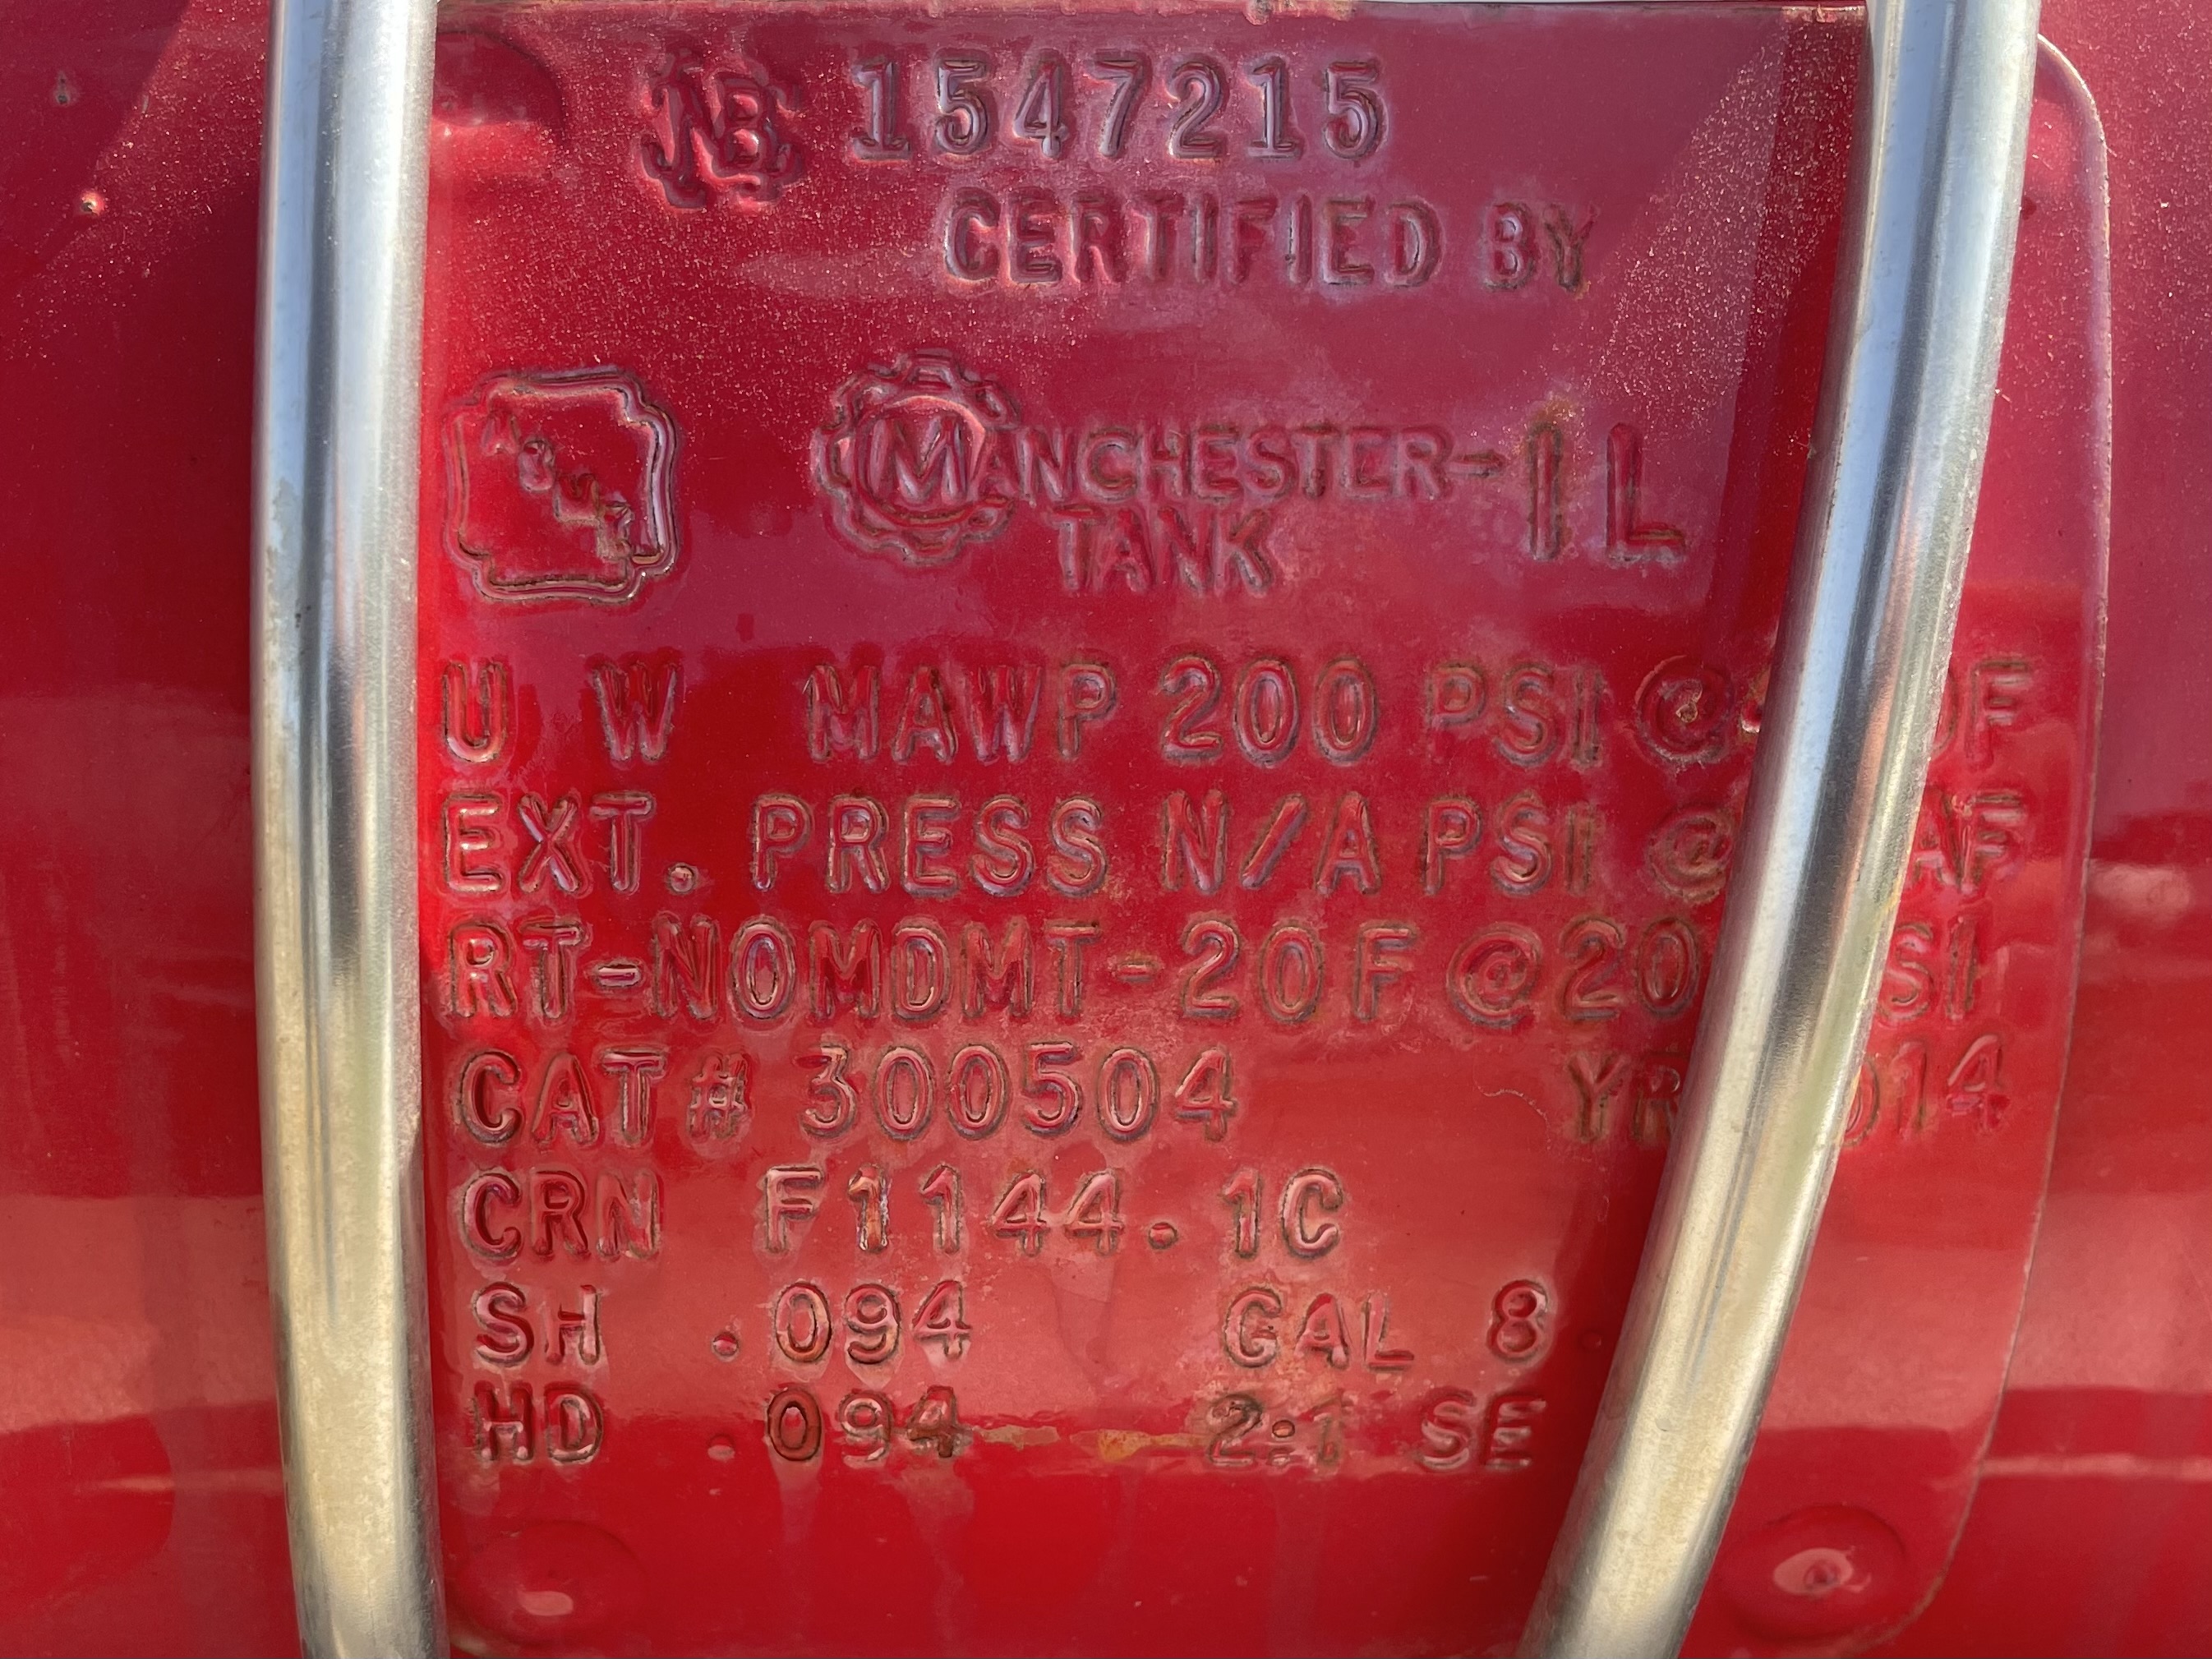 NB 1547215
CERTIFIED BY
MANCHESTER-IL
TANK
U W MAWP 200 PSI @
EXT. PRESS N/A PSI @
RT-NOMDMT-20F @
CAT# 300504 YR
CRN F1144.1C
SH .094 GAL 8
HD .094 2:1 SE